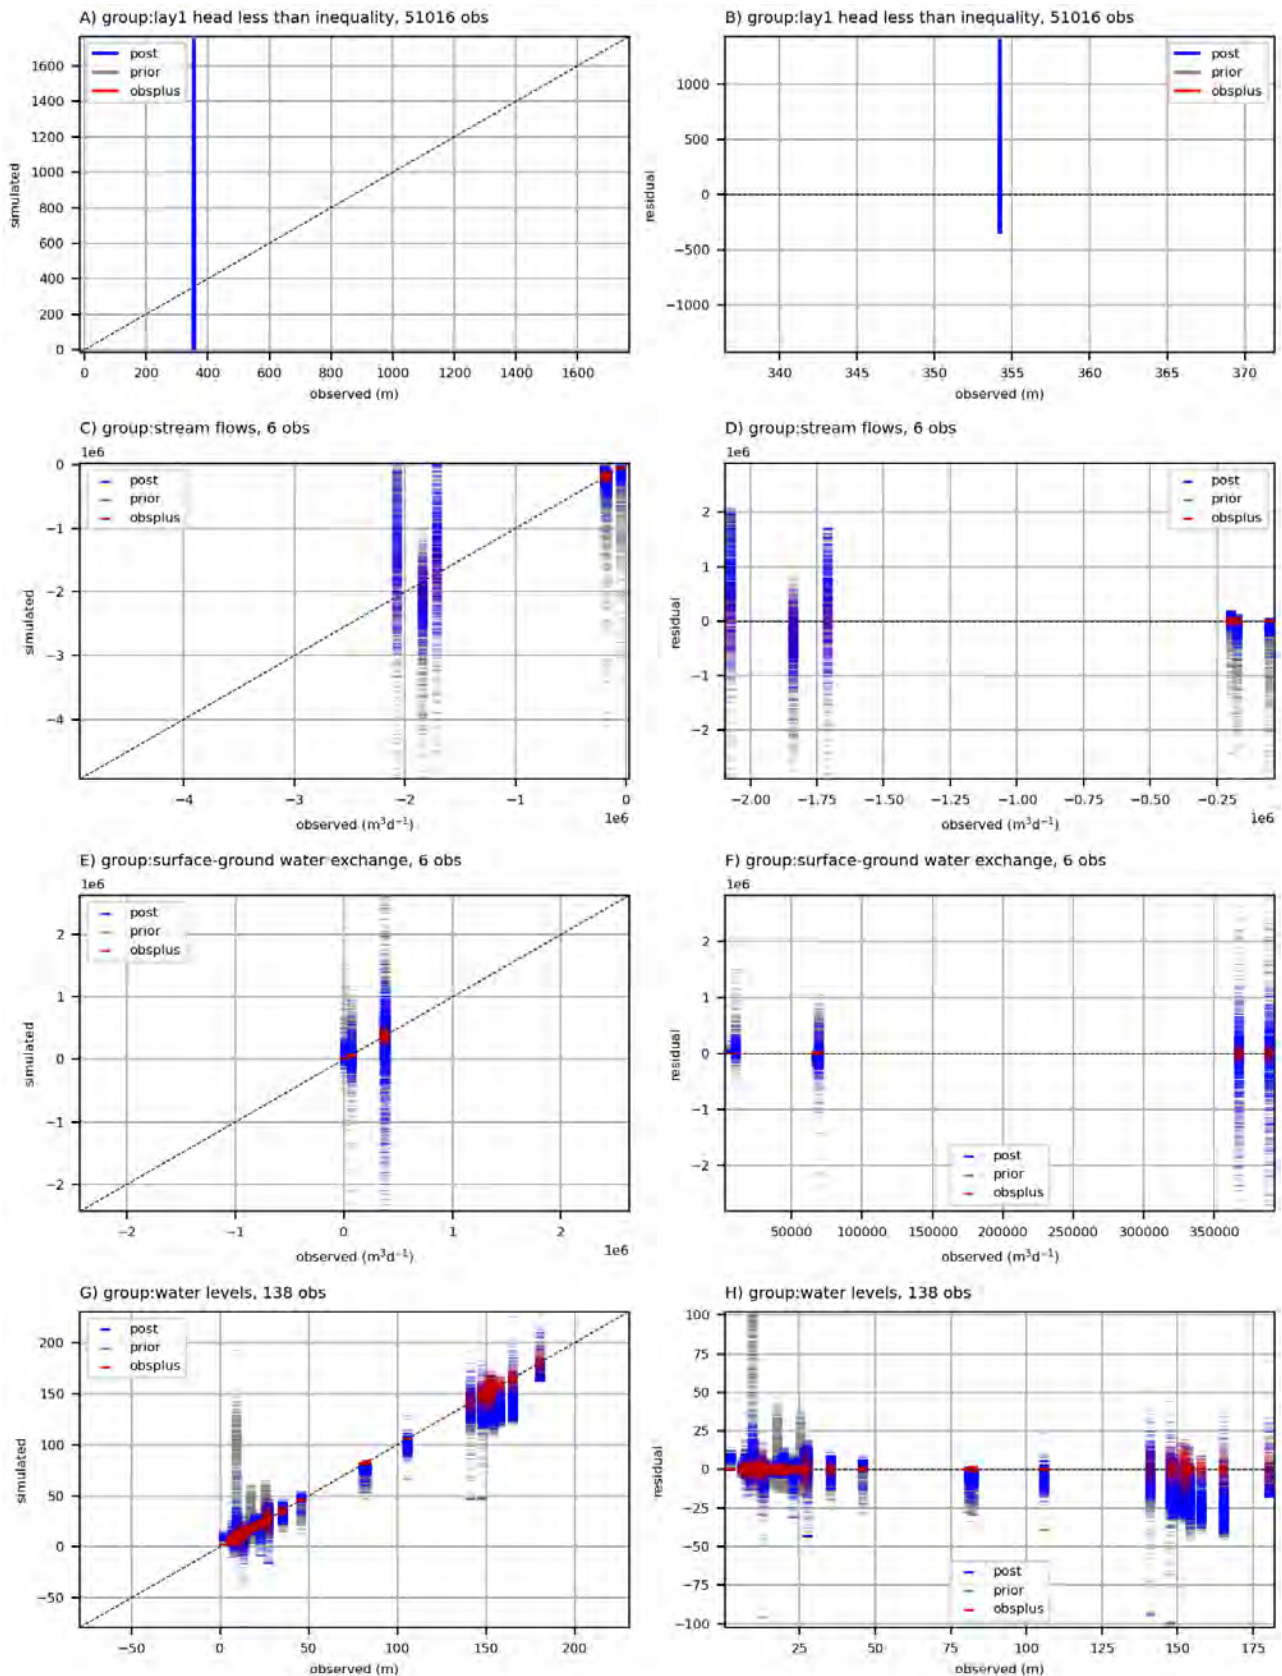 A) group:lay1 head less than inequality, 51016 obs
post
prior
obsplus
1600
1400
1200
1000
800
600
400
200
0
simulated
0 200 400 600 800 1000 1200 1400 1600
observed (m)
B) group:lay1 head less than inequality, 51016 obs
post
prior
obsplus
1000
500
0
−500
−1000
residual
340 345 350 355 360 365 370
observed (m)
C) group:stream flows, 6 obs
1e6
post
prior
obsplus
0
−1
−2
−3
−4
simulated
−4 −3 −2 −1 0
observed (m³d⁻¹)
1e6
D) group:stream flows, 6 obs
1e6
post
prior
obsplus
2
1
0
−1
−2
residual
−2.00 −1.75 −1.50 −1.25 −1.00 −0.75 −0.50 −0.25
observed (m³d⁻¹)
1e6
E) group:surface-ground water exchange, 6 obs
1e6
post
prior
obsplus
2
1
0
−1
−2
simulated
−2 −1 0 1 2
observed (m³d⁻¹)
1e6
F) group:surface-ground water exchange, 6 obs
1e6
2
1
0
−1
−2
residual
post
prior
obsplus
50000 100000 150000 200000 250000 300000 350000
observed (m³d⁻¹)
G) group:water levels, 138 obs
post
prior
obsplus
200
150
100
50
0
−50
simulated
−50 0 50 100 150 200
observed (m)
H) group:water levels, 138 obs
100
75
50
25
0
−25
−50
−75
−100
residual
post
prior
obsplus
25 50 75 100 125 150 175
observed (m)